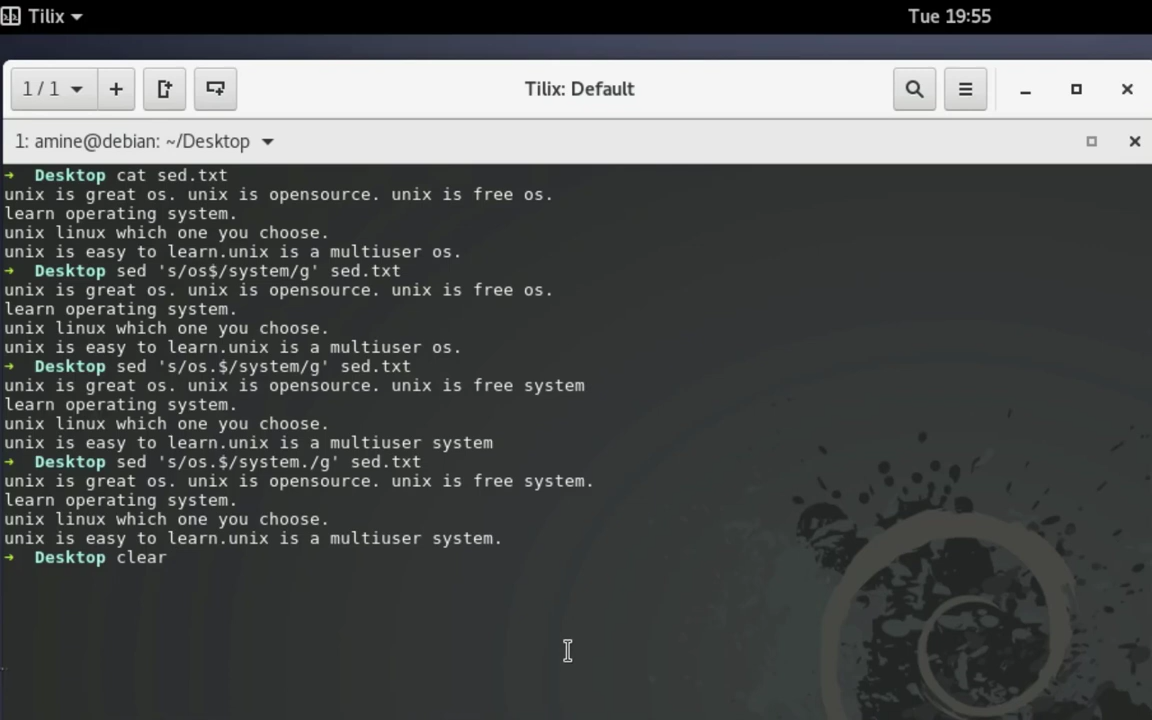 Tilix
Tue 19:55
1 / 1
Tilix: Default
1: amine@debian: ~/Desktop
➜ Desktop cat sed.txt
unix is great os. unix is opensource. unix is free os.
learn operating system.
unix linux which one you choose.
unix is easy to learn.unix is a multiuser os.
➜ Desktop sed 's/os$/system/g' sed.txt
unix is great os. unix is opensource. unix is free os.
learn operating system.
unix linux which one you choose.
unix is easy to learn.unix is a multiuser os.
➜ Desktop sed 's/os.$/system/g' sed.txt
unix is great os. unix is opensource. unix is free system
learn operating system.
unix linux which one you choose.
unix is easy to learn.unix is a multiuser system
➜ Desktop sed 's/os.$/system./g' sed.txt
unix is great os. unix is opensource. unix is free system.
learn operating system.
unix linux which one you choose.
unix is easy to learn.unix is a multiuser system.
➜ Desktop clear